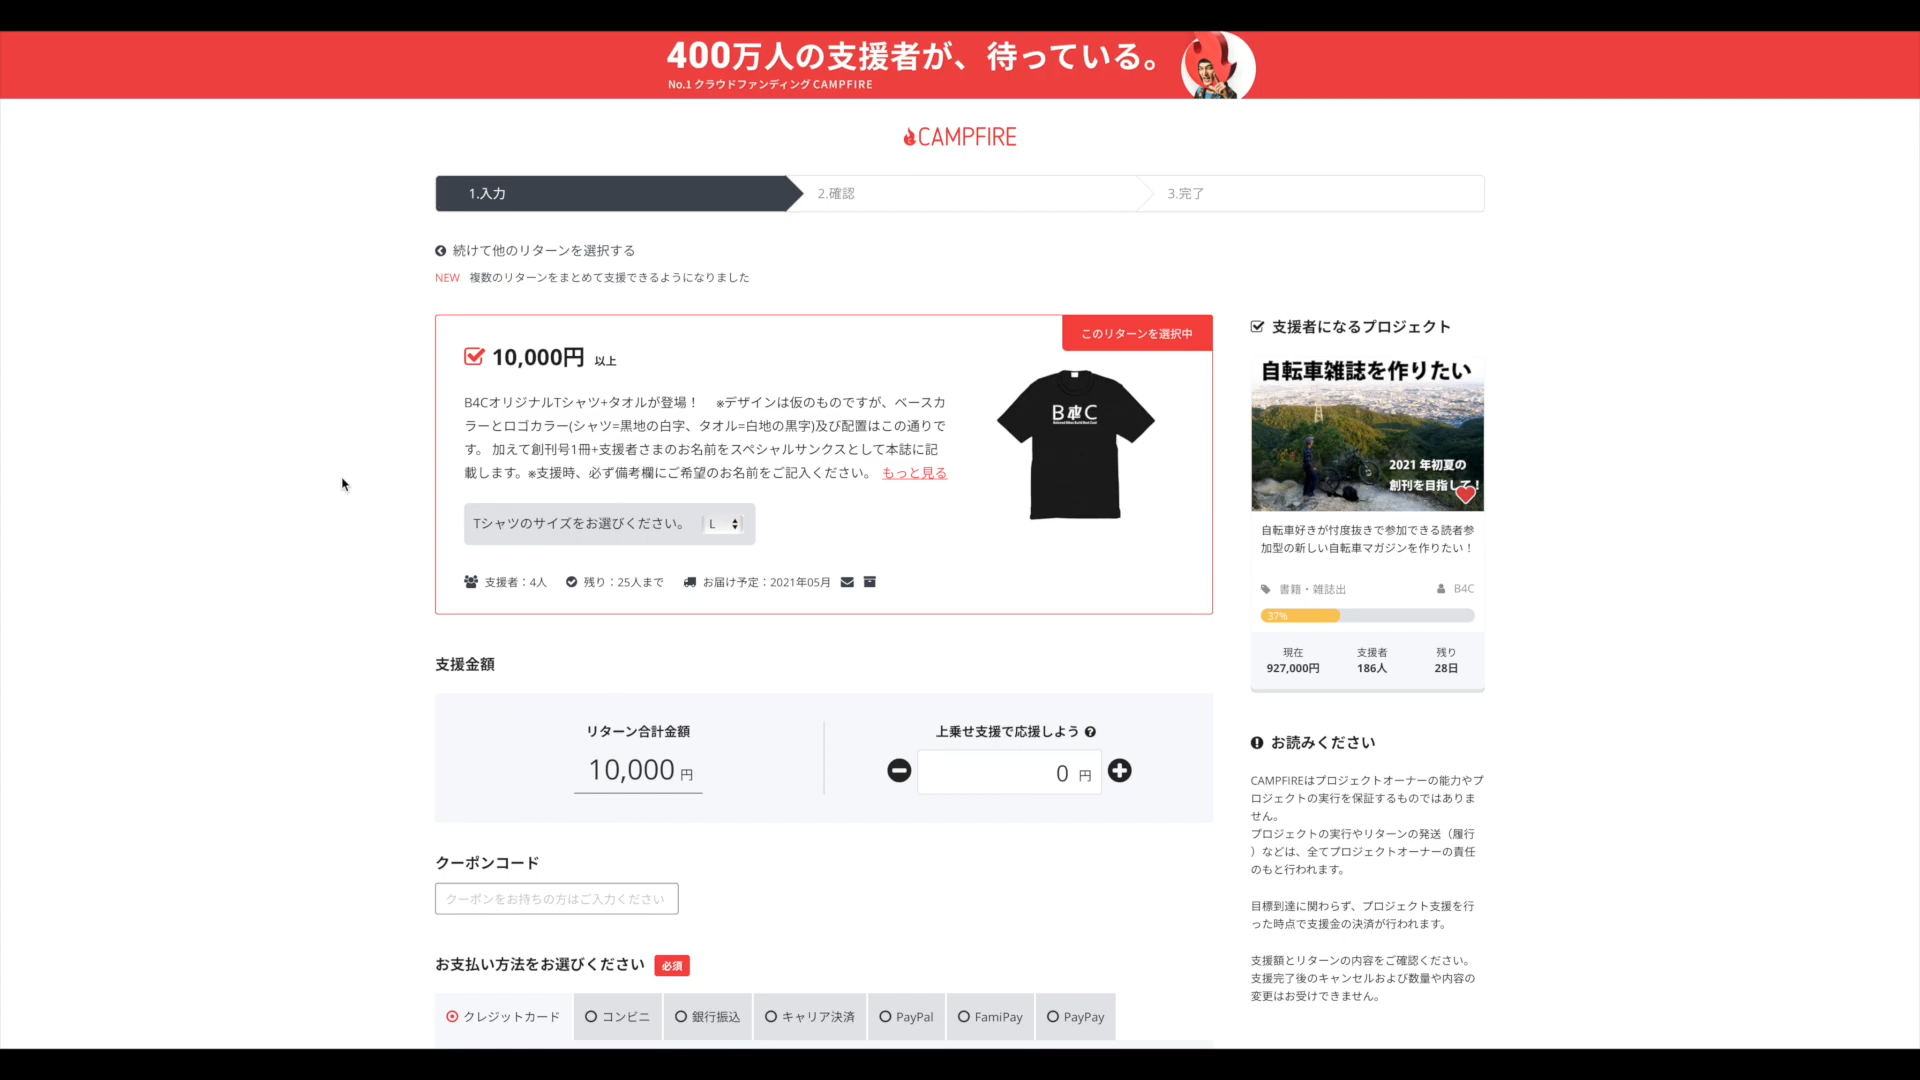 400万人の支援者が、待っている。
No.1 クラウドファンディング CAMPFIRE
CAMPFIRE
1.入力
2.確認
3.完了
続けて他のリターンを選択する
NEW 複数のリターンをまとめて支援できるようになりました
このリターンを選択中
10,000円 以上
B4CオリジナルTシャツ+タオルが登場！ ※デザインは仮のものですが、ベースカ
ラーとロゴカラー(シャツ=黒地の白字、タオル=白地の黒字)及び配置はこの通りで
す。 加えて創刊号1冊+支援者さまのお名前をスペシャルサンクスとして本誌に記
載します。※支援時、必ず備考欄にご希望のお名前をご記入ください。 もっと見る
B4C
Tシャツのサイズをお選びください。 L
支援者：4人 残り：25人まで お届け予定：2021年05月
支援金額
リターン合計金額
10,000 円
上乗せ支援で応援しよう
0 円
クーポンコード
クーポンをお持ちの方はご入力ください
お支払い方法をお選びください 必須
クレジットカード
コンビニ
銀行振込
キャリア決済
PayPal
FamiPay
PayPay
支援者になるプロジェクト
自転車雑誌を作りたい
2021 年初夏の
創刊を目指して！
自転車好きが忖度抜きで参加できる読者参
加型の新しい自転車マガジンを作りたい！
書籍・雑誌出 B4C
37%
現在 支援者 残り
927,000円 186人 28日
お読みください
CAMPFIREはプロジェクトオーナーの能力やプ
ロジェクトの実行を保証するものではありま
せん。
プロジェクトの実行やリターンの発送（履行
）などは、全てプロジェクトオーナーの責任
のもと行われます。
目標到達に関わらず、プロジェクト支援を行
った時点で支援金の決済が行われます。
支援額とリターンの内容をご確認ください。
支援完了後のキャンセルおよび数量や内容の
変更はお受けできません。